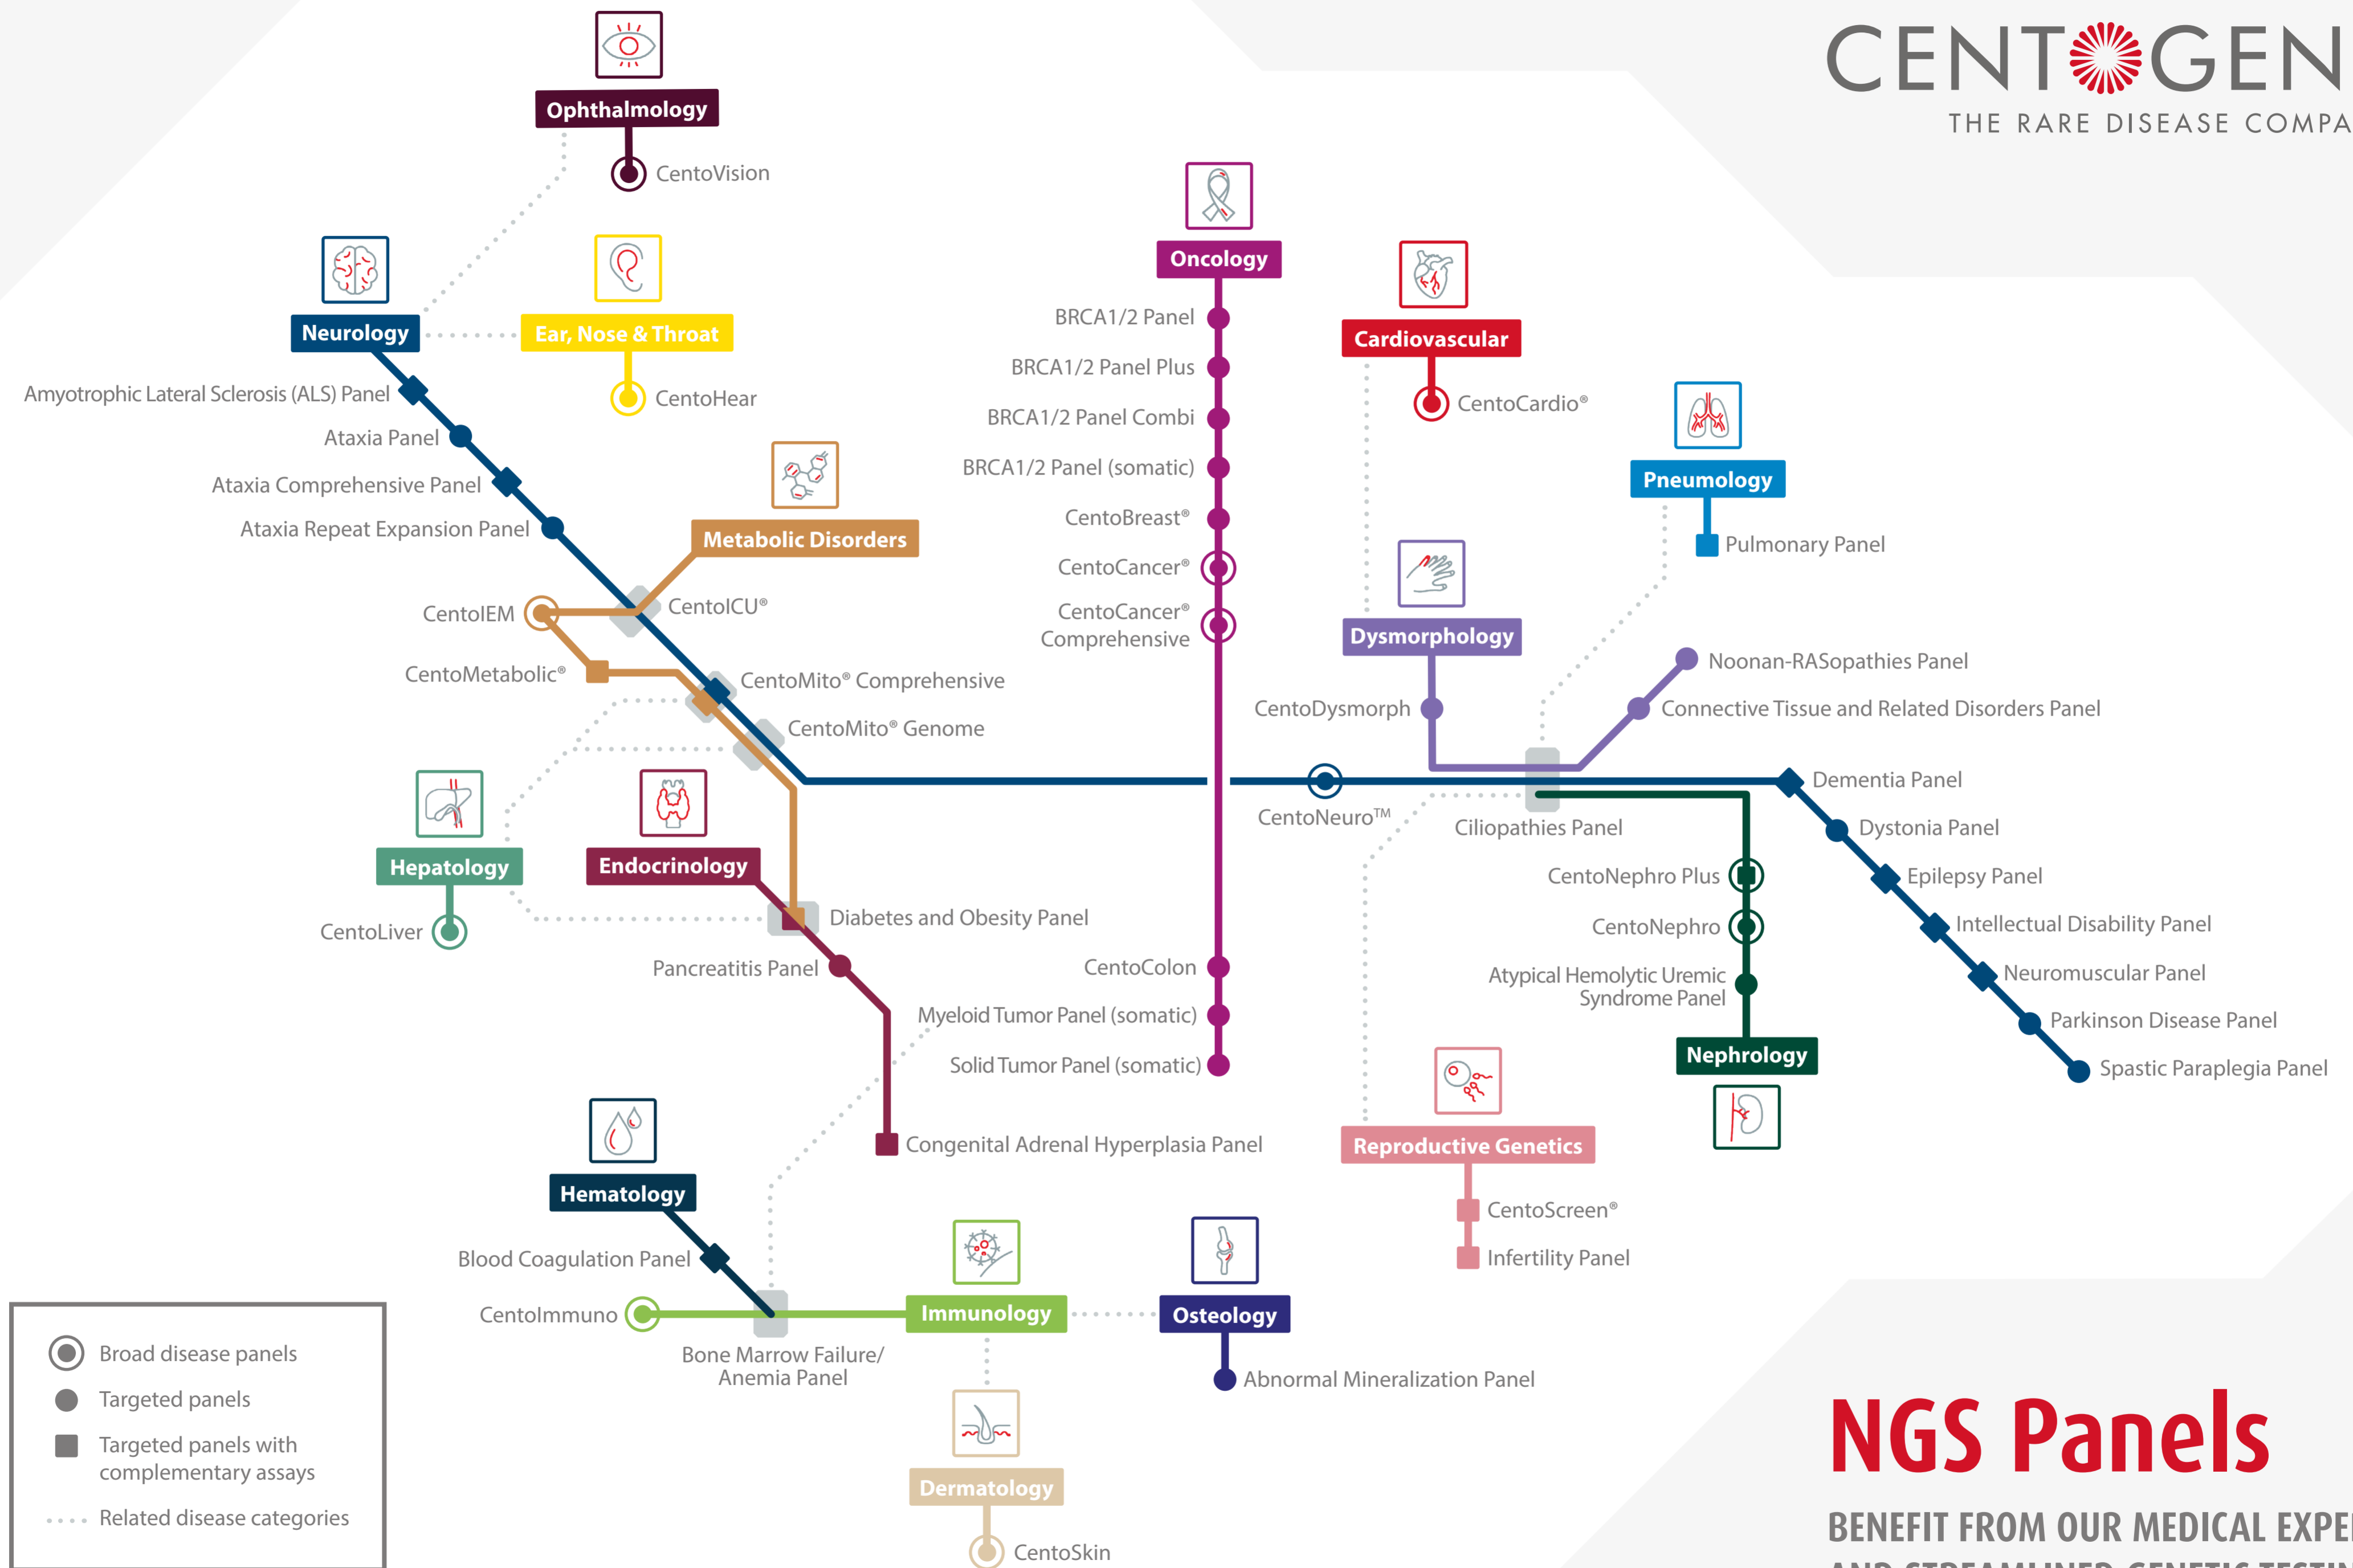 CENTOGEN
THE RARE DISEASE COMPA
Ophthalmology
CentoVision
Neurology
Ear, Nose & Throat
CentoHear
Amyotrophic Lateral Sclerosis (ALS) Panel
Ataxia Panel
Ataxia Comprehensive Panel
Ataxia Repeat Expansion Panel
Metabolic Disorders
CentoICU®
CentoIEM
CentoMetabolic®
CentoMito® Comprehensive
CentoMito® Genome
Hepatology
CentoLiver
Endocrinology
Diabetes and Obesity Panel
Pancreatitis Panel
Congenital Adrenal Hyperplasia Panel
Oncology
BRCA1/2 Panel
BRCA1/2 Panel Plus
BRCA1/2 Panel Combi
BRCA1/2 Panel (somatic)
CentoBreast®
CentoCancer®
CentoCancer®
Comprehensive
CentoColon
Myeloid Tumor Panel (somatic)
Solid Tumor Panel (somatic)
Cardiovascular
CentoCardio®
Pneumology
Pulmonary Panel
Dysmorphology
CentoDysmorph
Noonan-RASopathies Panel
Connective Tissue and Related Disorders Panel
CentoNeuro™
Ciliopathies Panel
Dementia Panel
Dystonia Panel
Epilepsy Panel
Intellectual Disability Panel
Neuromuscular Panel
Parkinson Disease Panel
Spastic Paraplegia Panel
CentoNephro Plus
CentoNephro
Atypical Hemolytic Uremic
Syndrome Panel
Nephrology
Reproductive Genetics
CentoScreen®
Infertility Panel
Hematology
Blood Coagulation Panel
CentoImmuno
Bone Marrow Failure/
Anemia Panel
Immunology
Osteology
Abnormal Mineralization Panel
Dermatology
CentoSkin
Broad disease panels
Targeted panels
Targeted panels with
complementary assays
Related disease categories
NGS Panels
BENEFIT FROM OUR MEDICAL EXPE
AND STREAMLINED GENETIC TESTIN